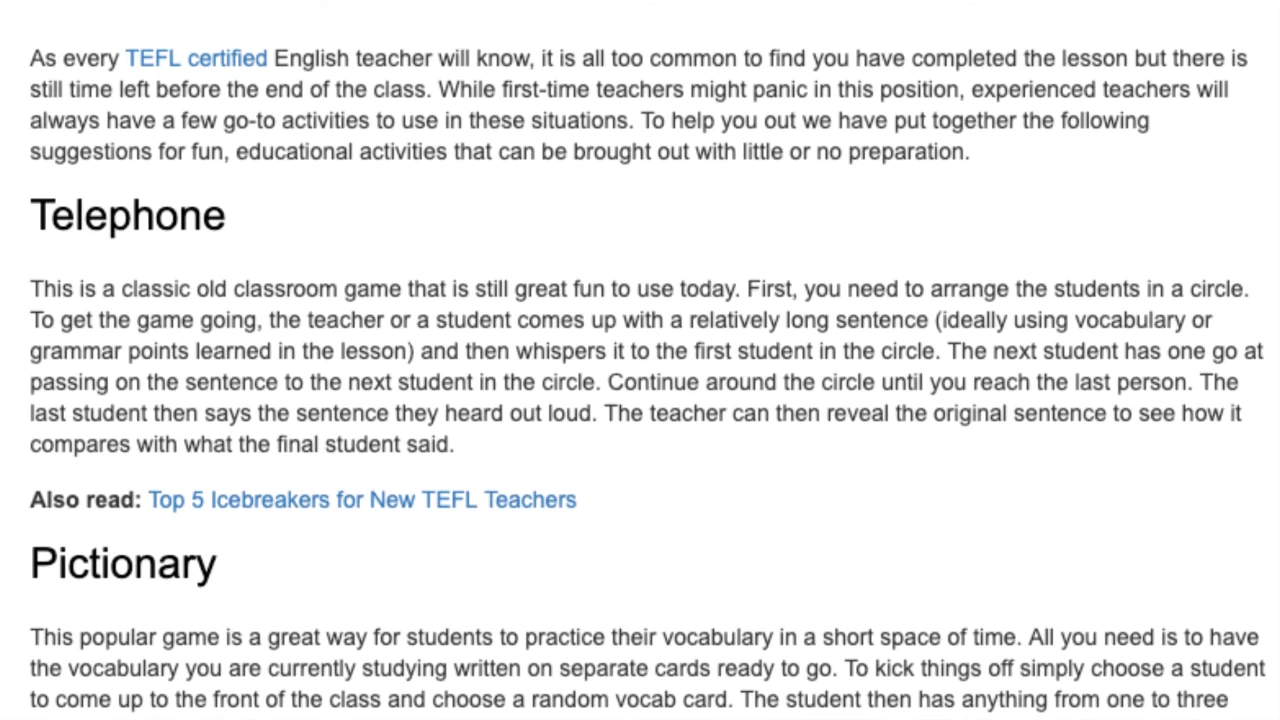 As every TEFL certified English teacher will know, it is all too common to find you have completed the lesson but there is
still time left before the end of the class. While first-time teachers might panic in this position, experienced teachers will
always have a few go-to activities to use in these situations. To help you out we have put together the following
suggestions for fun, educational activities that can be brought out with little or no preparation.
Telephone
This is a classic old classroom game that is still great fun to use today. First, you need to arrange the students in a circle.
To get the game going, the teacher or a student comes up with a relatively long sentence (ideally using vocabulary or
grammar points learned in the lesson) and then whispers it to the first student in the circle. The next student has one go at
passing on the sentence to the next student in the circle. Continue around the circle until you reach the last person. The
last student then says the sentence they heard out loud. The teacher can then reveal the original sentence to see how it
compares with what the final student said.
Also read: Top 5 Icebreakers for New TEFL Teachers
Pictionary
This popular game is a great way for students to practice their vocabulary in a short space of time. All you need is to have
the vocabulary you are currently studying written on separate cards ready to go. To kick things off simply choose a student
to come up to the front of the class and choose a random vocab card. The student then has anything from one to three